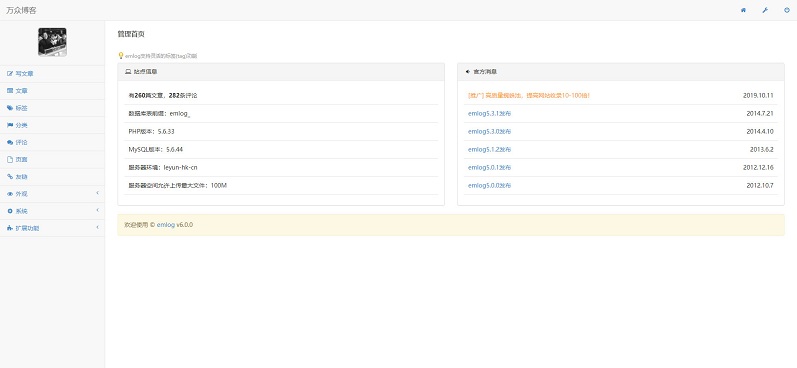 万众博客
写文章
文章
标签
分类
评论
页面
友链
外观
系统
扩展功能
管理首页
emlog支持灵活的标签(tag)功能
站点信息
有260篇文章，282条评论
数据库表前缀：emlog_
PHP版本：5.6.33
MySQL版本：5.6.44
服务器环境：leyun-hk-cn
服务器空间允许上传最大文件：100M
官方消息
[推广] 高质量蜘蛛池，提高网站收录10-100倍！ 2019.10.11
emlog5.3.1发布 2014.7.21
emlog5.3.0发布 2014.4.10
emlog5.1.2发布 2013.6.2
emlog5.0.1发布 2012.12.16
emlog5.0.0发布 2012.10.7
欢迎使用 © emlog v6.0.0